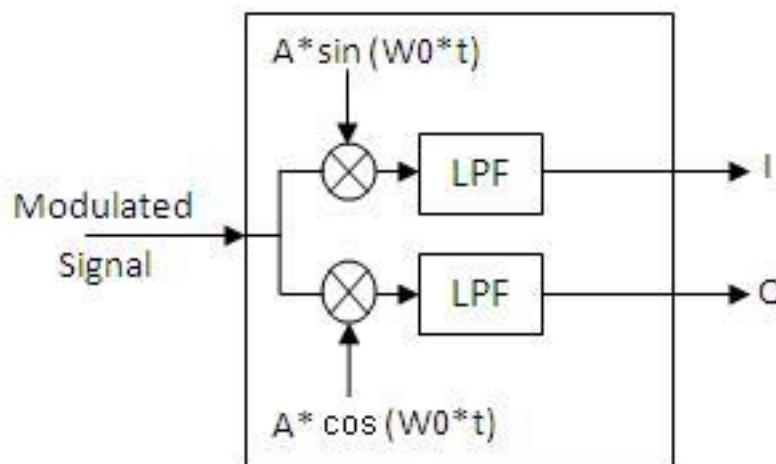 A*sin (W0*t)
LPF
I
Modulated
Signal
LPF
A* cos (W0*t)